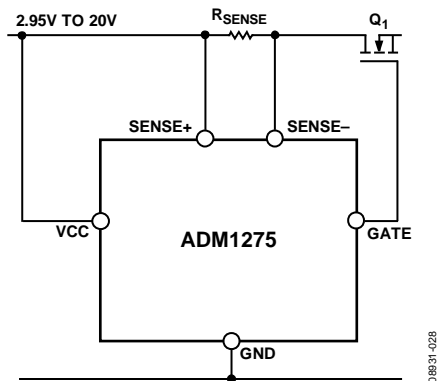 2.95V TO 20V
RSENSE
Q1
SENSE+
SENSE–
VCC
ADM1275
GATE
GND
08931-028